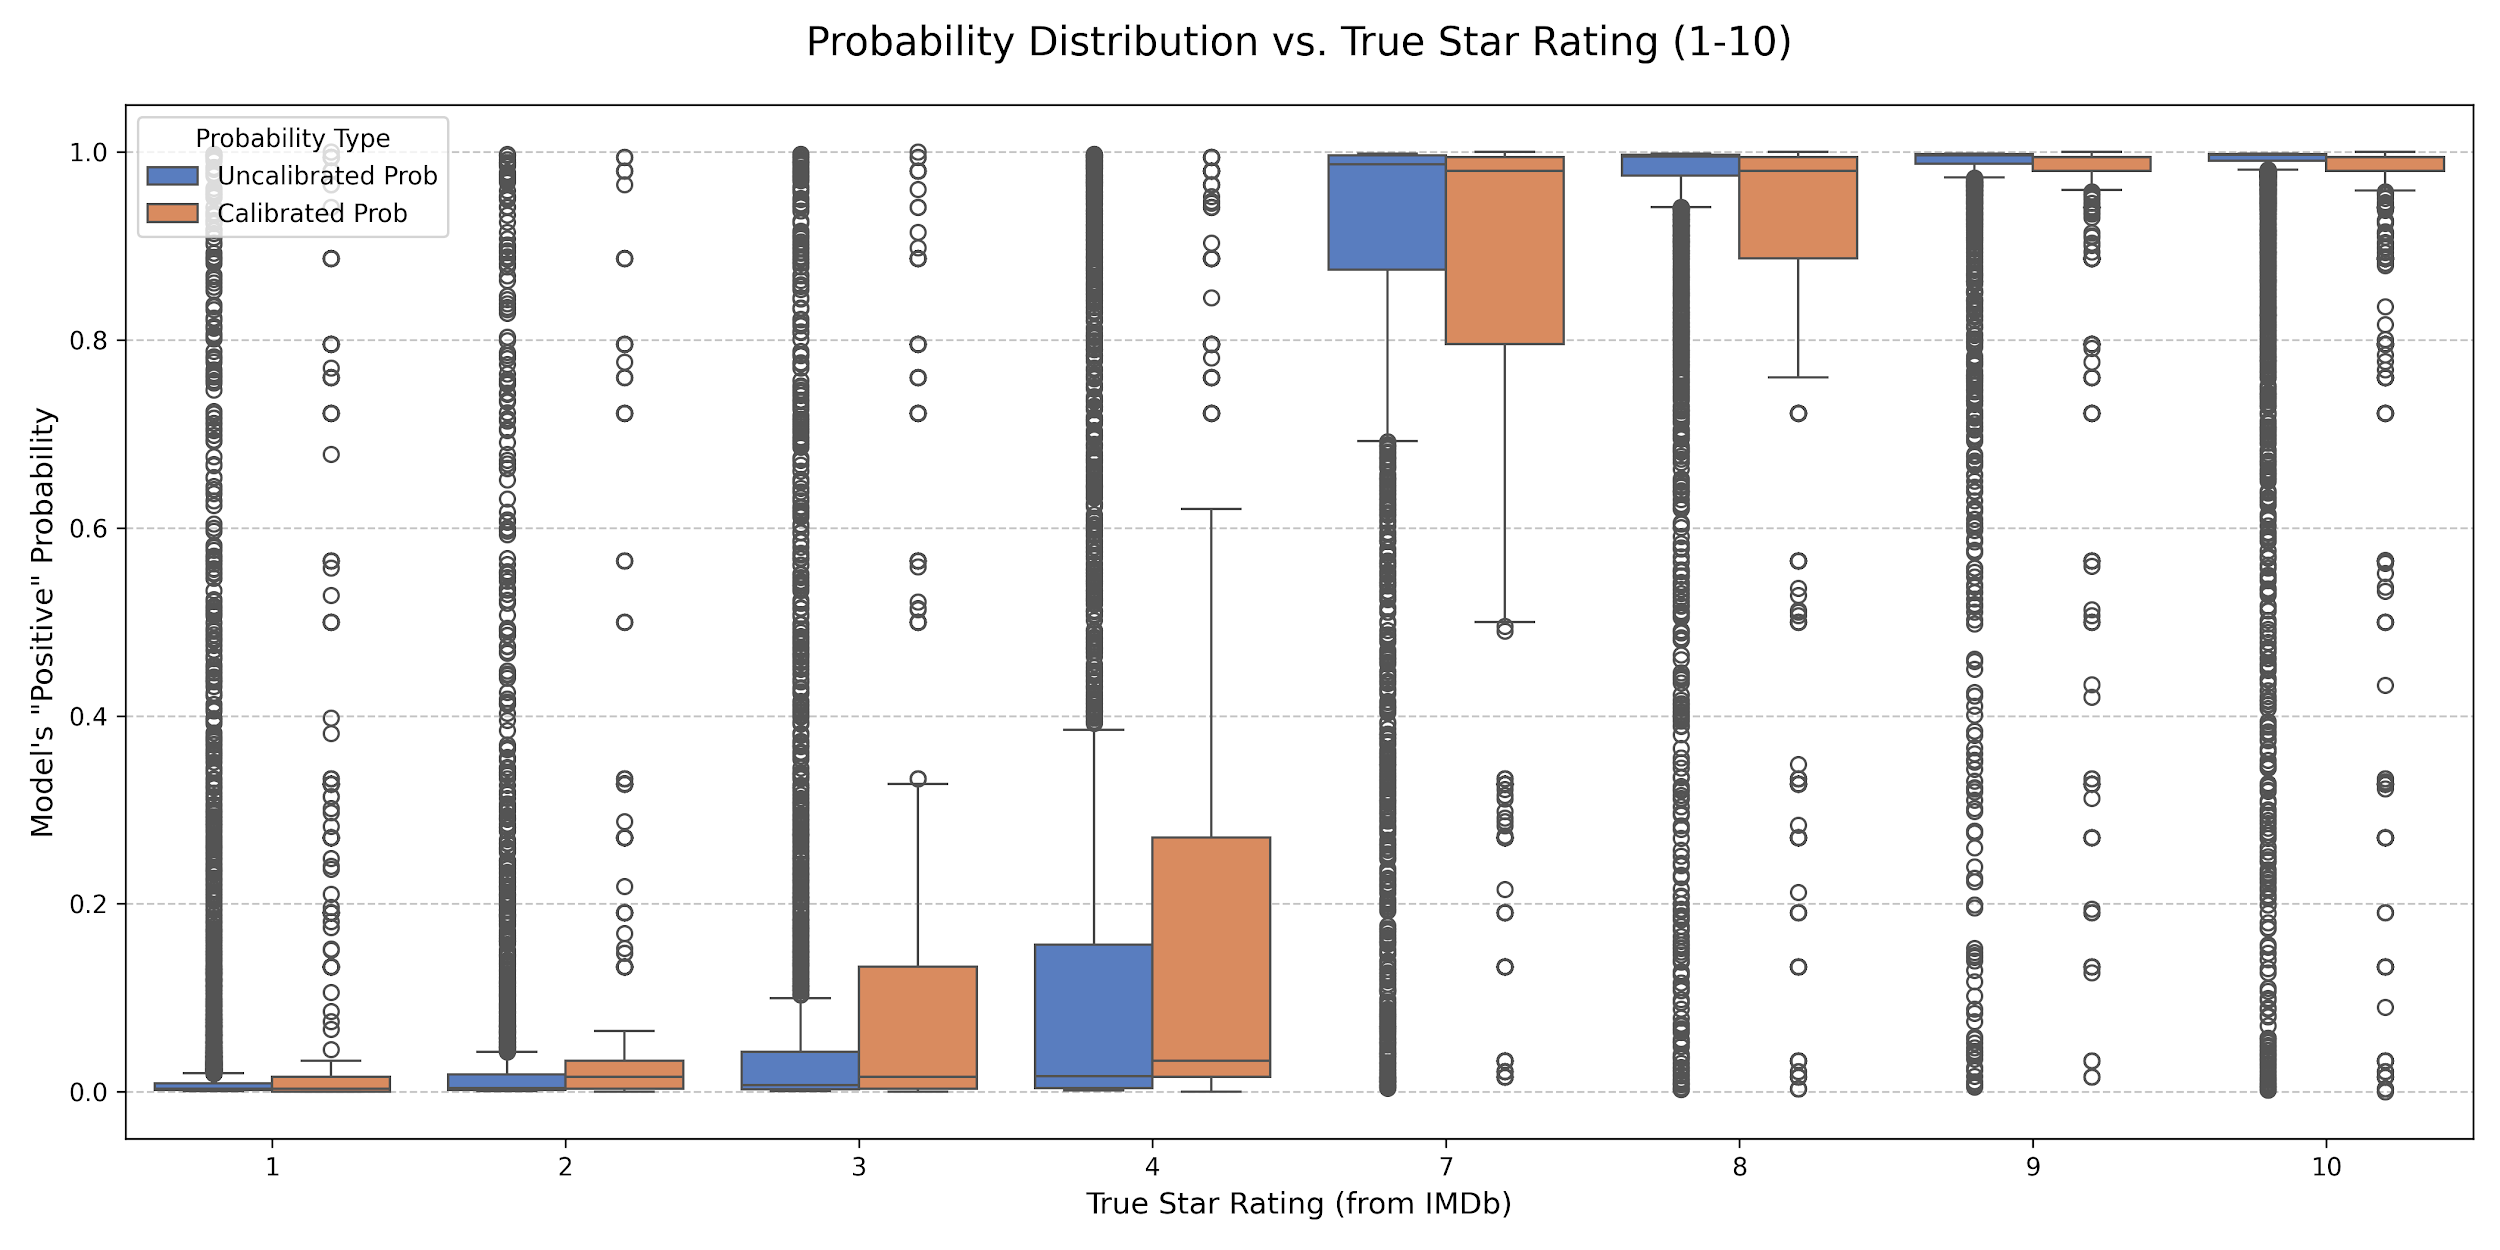 Probability Distribution vs. True Star Rating (1-10)
Probability Type
Uncalibrated Prob
Calibrated Prob
Model's "Positive" Probability
1.0
0.8
0.6
0.4
0.2
0.0
1 2 3 4 7 8 9 10
True Star Rating (from IMDb)